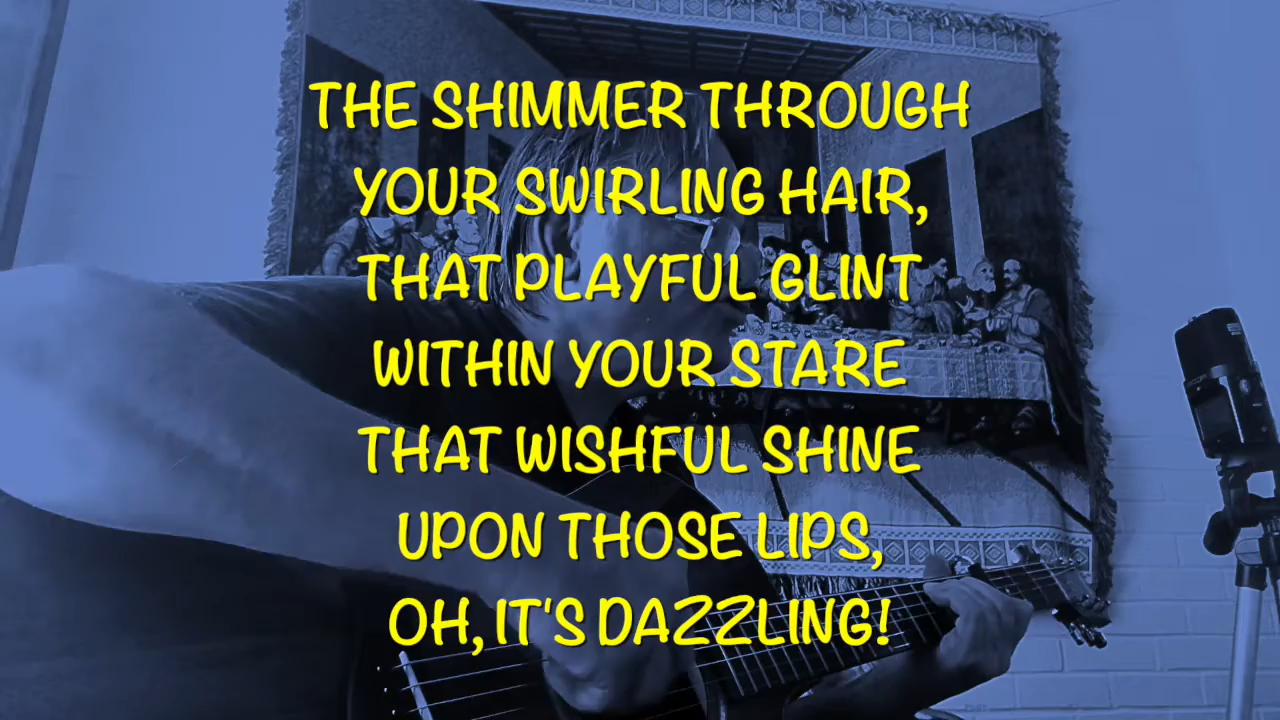 THE SHIMMER THROUGH
YOUR SWIRLING HAIR,
THAT PLAYFUL GLINT
WITHIN YOUR STARE
THAT WISHFUL SHINE
UPON THOSE LIPS,
OH, IT'S DAZZLING!